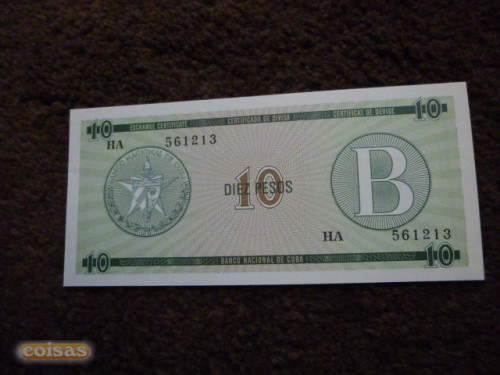 10 EXCHANGE CERTIFICATE CERTIFICADO DE DIVISA CERTIFICAT DE DEVISE 10
HA 561213
DIEZ PESOS
10
B
HA 561213
10 BANCO NACIONAL DE CUBA 10
coisas